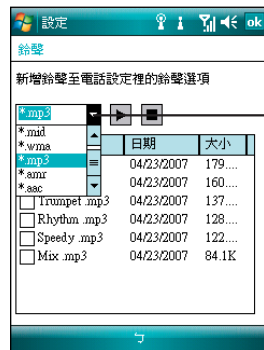 設定 ok
鈴聲
新增鈴聲至電話設定裡的鈴聲選項
*.mp3
*.mid
*.wma
*.mp3
*.amr
*.aac
日期 大小
04/23/2007 179....
04/23/2007 160....
Trumpet .mp3 04/23/2007 137....
Rhythm .mp3 04/23/2007 128....
Speedy .mp3 04/23/2007 122....
Mix .mp3 04/23/2007 84.1K